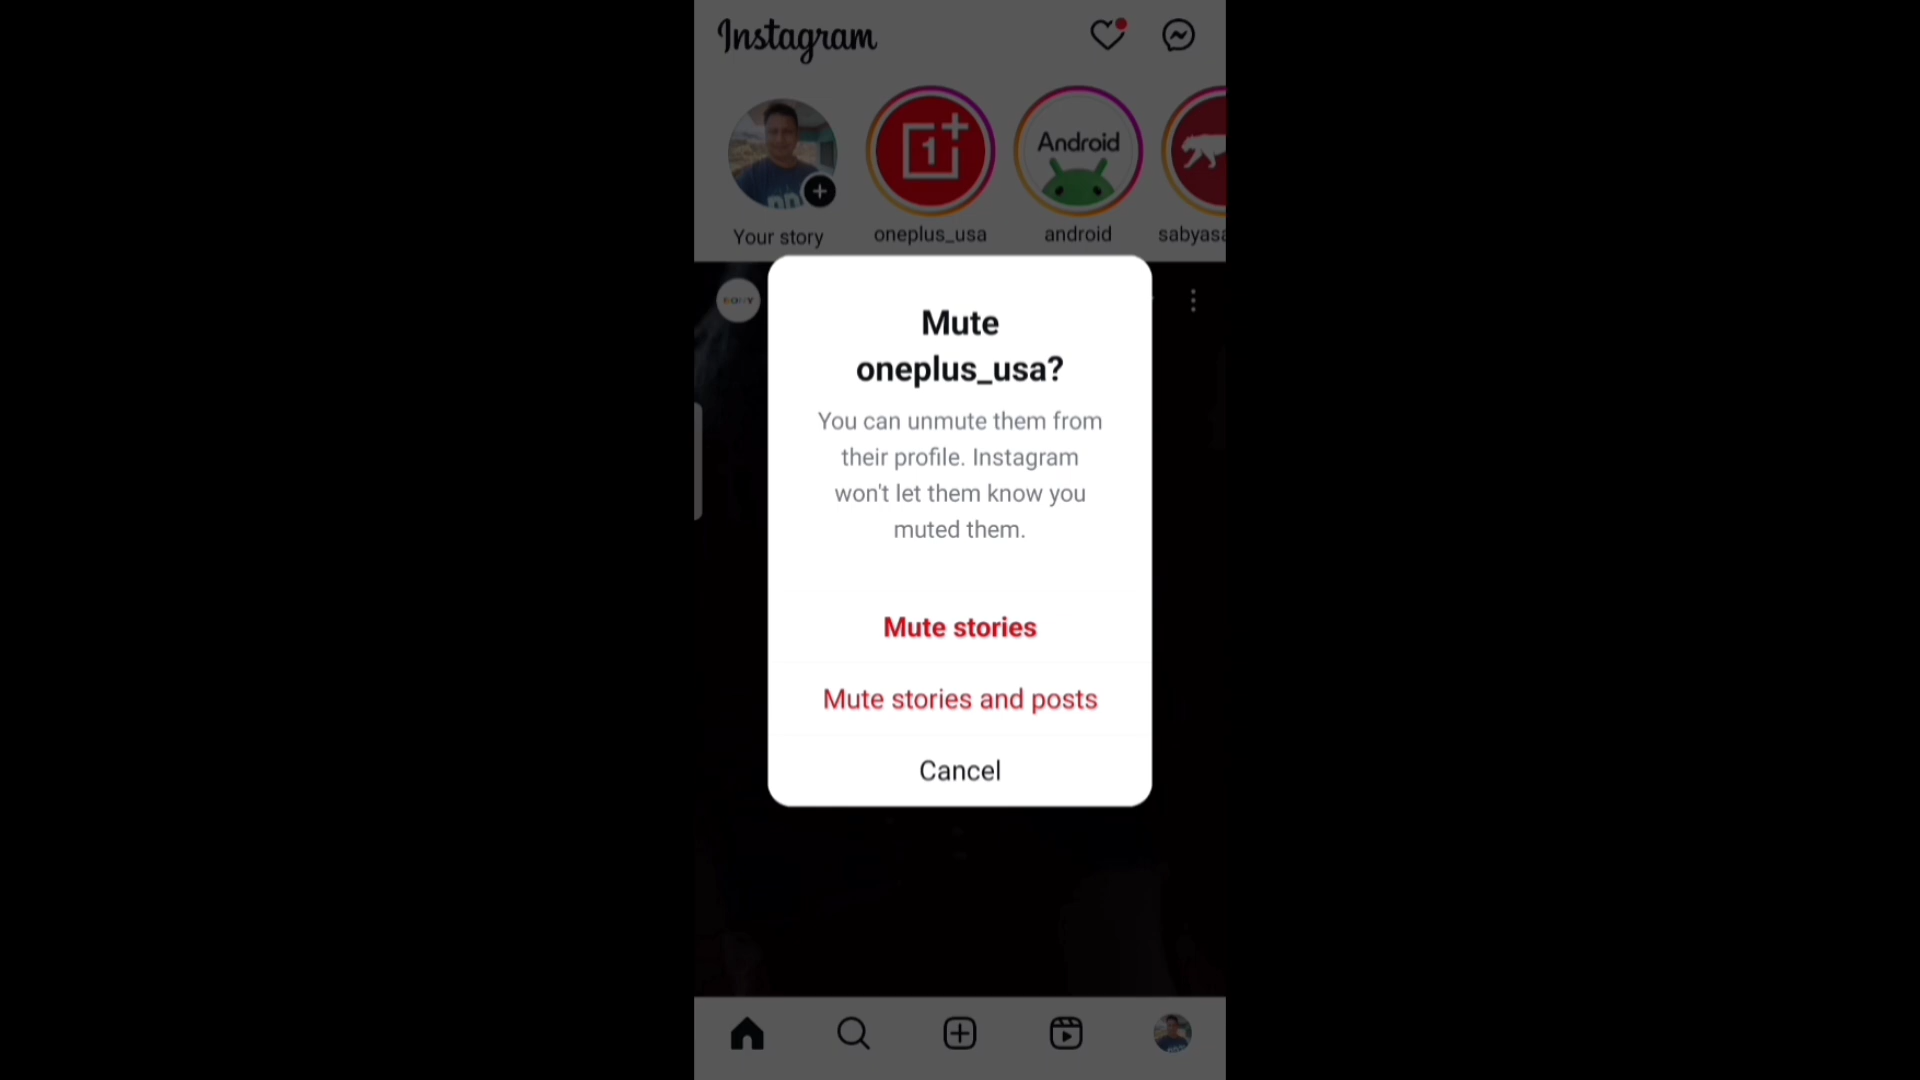 Instagram
Android
Your story
oneplus_usa
android
Mute
oneplus_usa?
You can unmute them from
their profile. Instagram
won't let them know you
muted them.
Mute stories
Mute stories and posts
Cancel